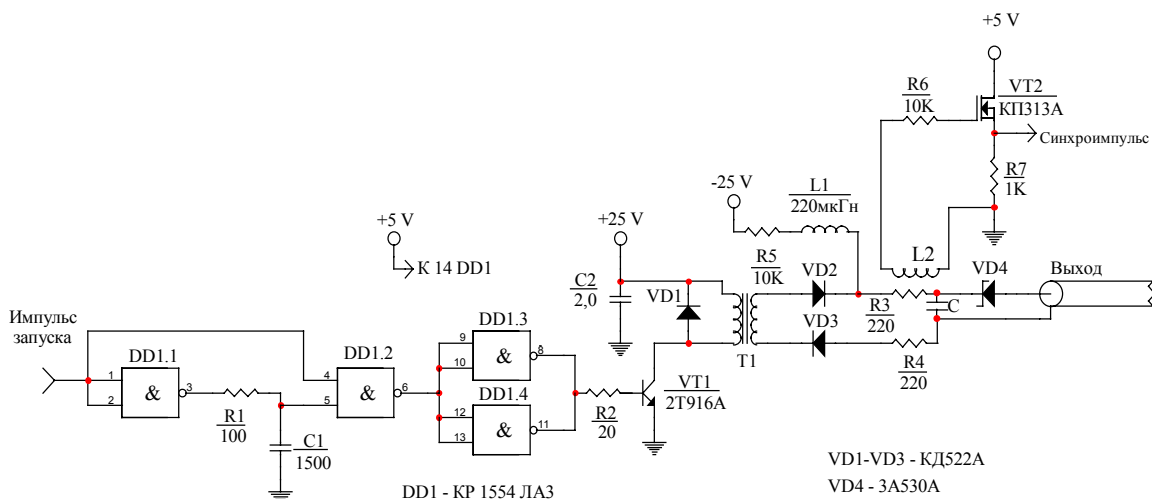 +5 V
R6
10K
VT2
КП313А
Синхроимпульс
R7
1K
-25 V
L1
220мкГн
+5 V
К 14 DD1
+25 V
L2
C2
2,0
VD1
R5
10K
VD2
VD4
Выход
R3
220
C
VD3
T1
R4
220
Импульс
запуска
DD1.1
1
2
&
3
R1
100
C1
1500
DD1.2
4
5
&
6
DD1.3
9
10
&
8
DD1.4
12
13
&
11
R2
20
VT1
2Т916А
DD1 - КР 1554 ЛА3
VD1-VD3 - КД522А
VD4 - 3А530А